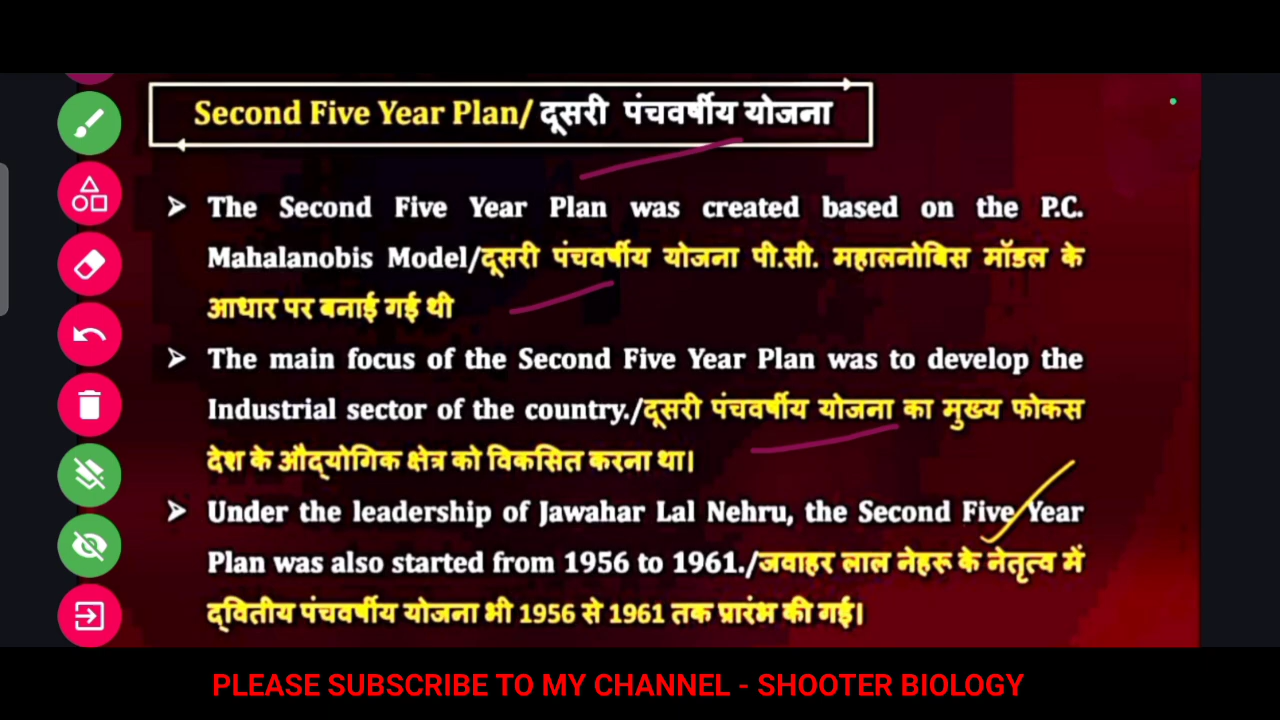 Second Five Year Plan/ दूसरी पंचवर्षीय योजना
➢ The Second Five Year Plan was created based on the P.C.
Mahalanobis Model/दूसरी पंचवर्षीय योजना पी.सी. महालनोबिस मॉडल के
आधार पर बनाई गई थी
➢ The main focus of the Second Five Year Plan was to develop the
Industrial sector of the country./दूसरी पंचवर्षीय योजना का मुख्य फोकस
देश के औद्योगिक क्षेत्र को विकसित करना था।
➢ Under the leadership of Jawahar Lal Nehru, the Second Five Year
Plan was also started from 1956 to 1961./जवाहर लाल नेहरू के नेतृत्व में
द्वितीय पंचवर्षीय योजना भी 1956 से 1961 तक प्रारंभ की गई।
PLEASE SUBSCRIBE TO MY CHANNEL - SHOOTER BIOLOGY